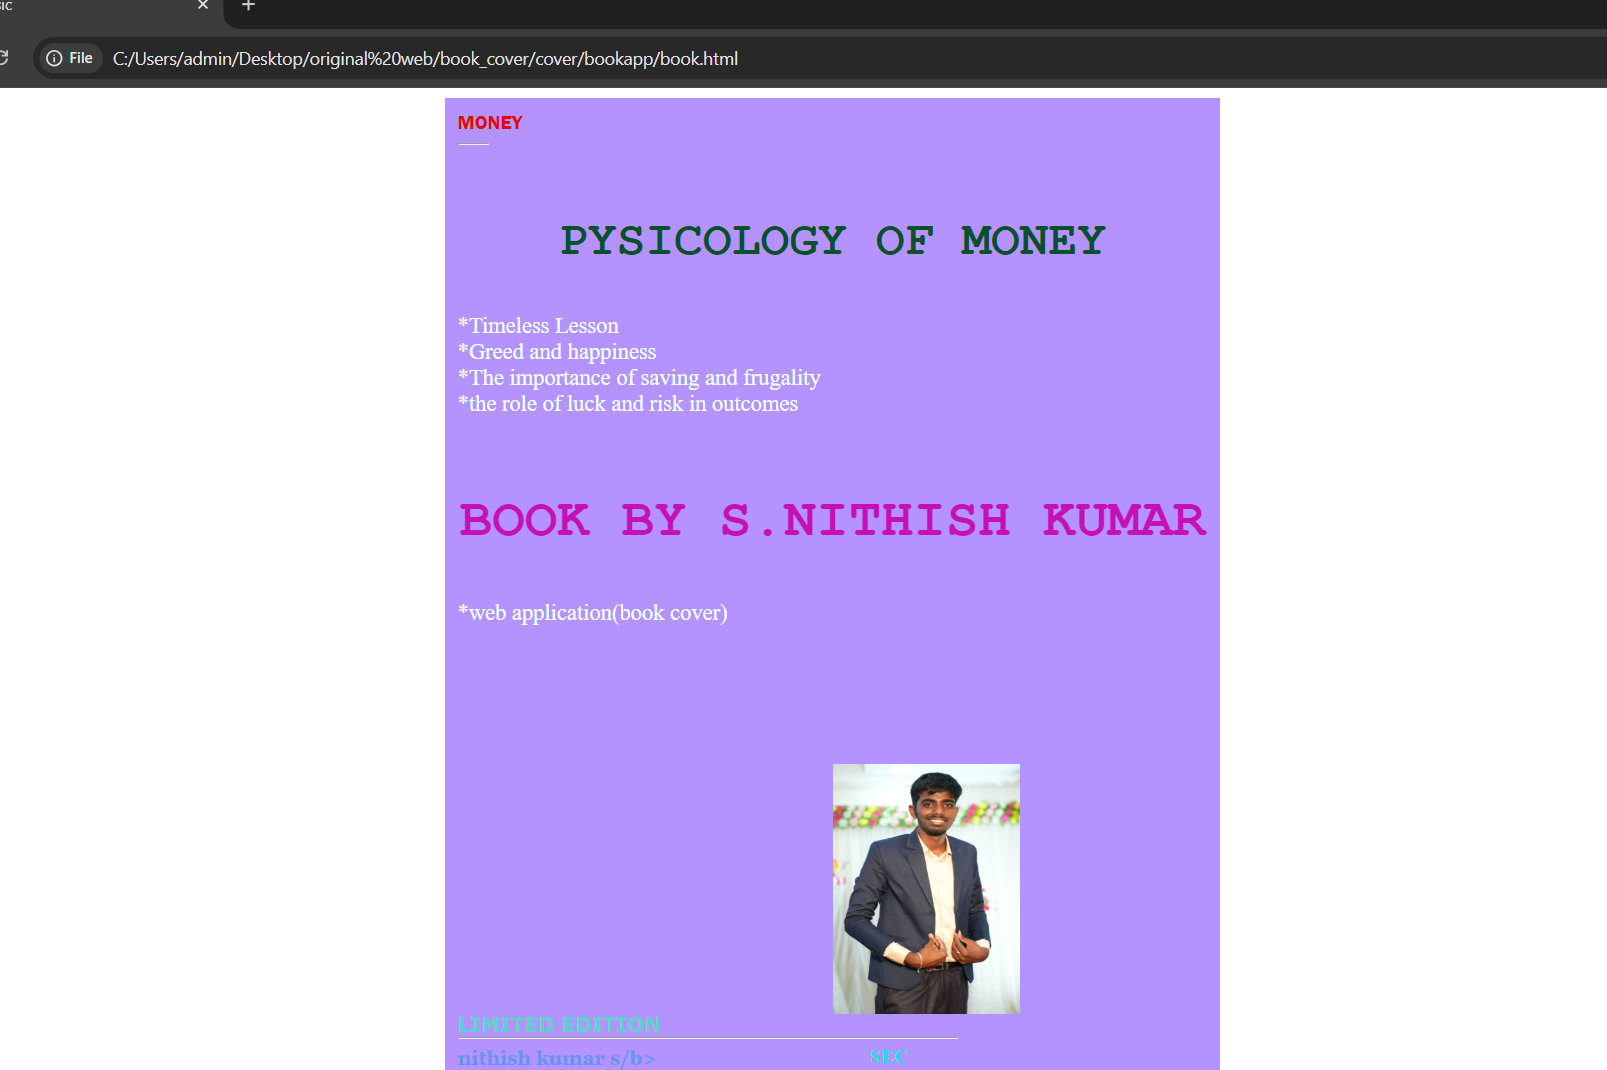 File C:/Users/admin/Desktop/original%20web/book_cover/cover/bookapp/book.html
MONEY
PYSICOLOGY OF MONEY
*Timeless Lesson
*Greed and happiness
*The importance of saving and frugality
*the role of luck and risk in outcomes
BOOK BY S.NITHISH KUMAR
*web application(book cover)
LIMITED EDITION
nithish kumar s/b> SEC